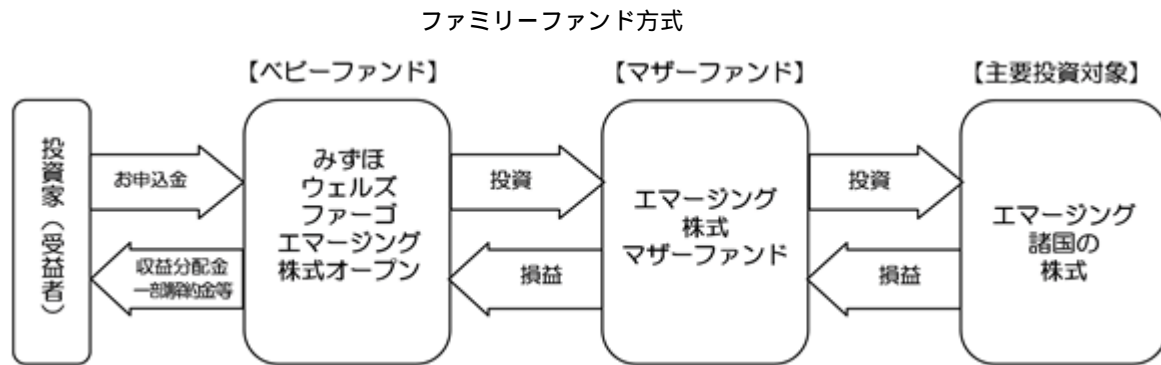 ファミリーファンド方式
【ベビーファンド】
【マザーファンド】
【主要投資対象】
投資家（受益者）
お申込金
収益分配金
一部解約金等
みずほ
ウェルズ
ファーゴ
エマージング
株式オープン
投資
損益
エマージング
株式
マザーファンド
投資
損益
エマージング
諸国の
株式